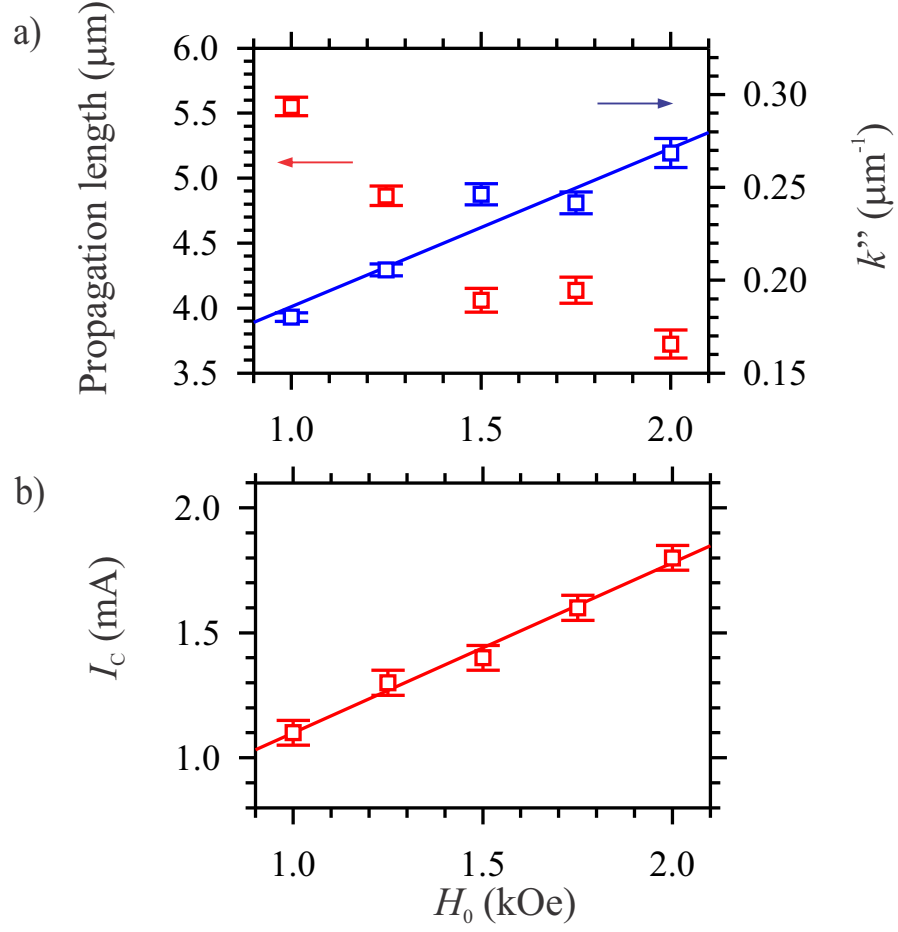 a)
Propagation length (μm)
6.0
5.5
5.0
4.5
4.0
3.5
0.30
0.25
0.20
0.15
k’’ (μm⁻¹)
1.0 1.5 2.0
b)
I_C (mA)
2.0
1.5
1.0
1.0 1.5 2.0
H₀ (kOe)